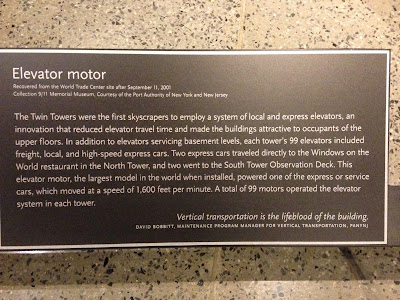 Elevator motor
Recovered from the World Trade Center site after September 11, 2001
Collection 9/11 Memorial Museum, Courtesy of the Port Authority of New York and New Jersey
The Twin Towers were the first skyscrapers to employ a system of local and express elevators, an
innovation that reduced elevator travel time and made the buildings attractive to occupants of the
upper floors. In addition to elevators servicing basement levels, each tower's 99 elevators included
freight, local, and high-speed express cars. Two express cars traveled directly to the Windows on the
World restaurant in the North Tower, and two went to the South Tower Observation Deck. This
elevator motor, the largest model in the world when installed, powered one of the express or service
cars, which moved at a speed of 1,600 feet per minute. A total of 99 motors operated the elevator
system in each tower.
Vertical transportation is the lifeblood of the building.
DAVID BOBBITT, MAINTENANCE PROGRAM MANAGER FOR VERTICAL TRANSPORTATION, PANYNJ